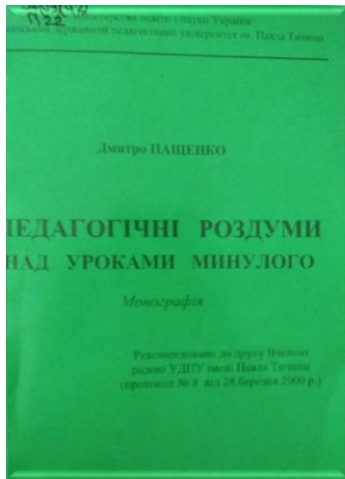 П22
Міністерство освіти і науки України
державний педагогічний університет ім. Павла Тичини
Дмитро ПАЩЕНКО
ПЕДАГОГІЧНІ РОЗДУМИ
НАД УРОКАМИ МИНУЛОГО
Монографія
Рекомендовано до друку Вченою
радою УДПУ імені Павла Тичини
(протокол № 8 від 28 березня 2000 р.)